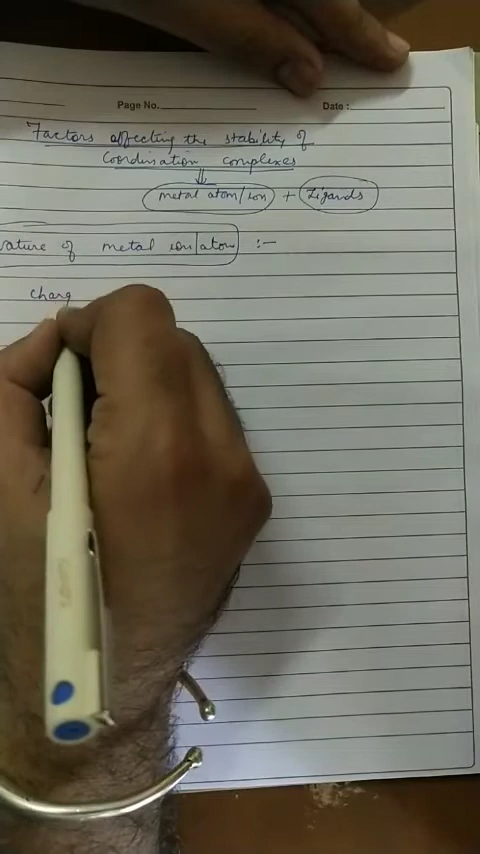 Page No. Date :
Factors affecting the stability of
Coordination complexes
⇓
metal atom/ion + Ligands
nature of metal ion/atom :-
charg